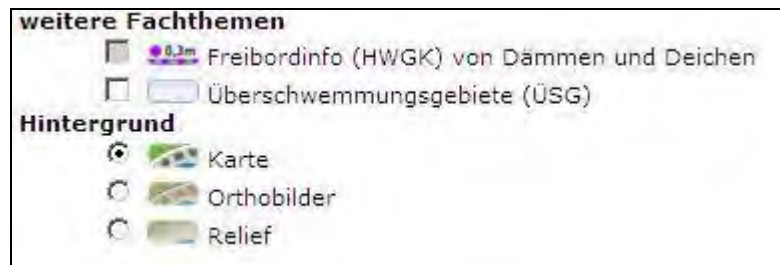 weitere Fachthemen
0,3m Freibordinfo (HWGK) von Dämmen und Deichen
Überschwemmungsgebiete (ÜSG)
Hintergrund
Karte
Orthobilder
Relief